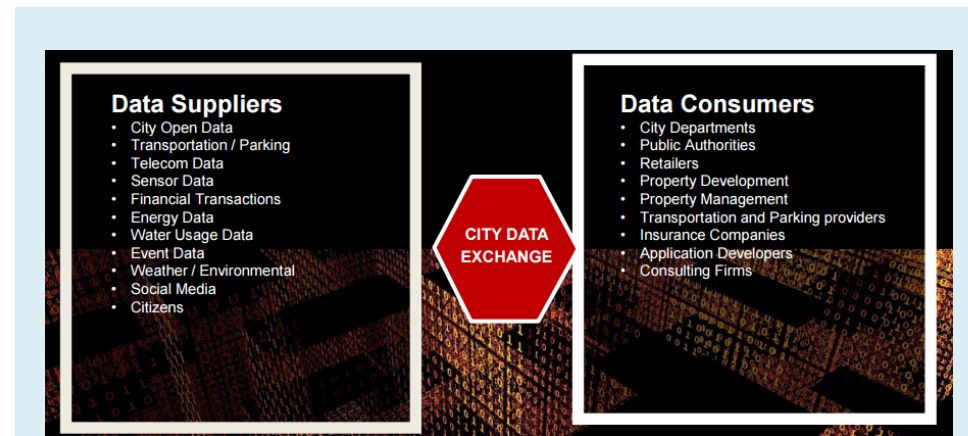 Data Suppliers
• City Open Data
• Transportation / Parking
• Telecom Data
• Sensor Data
• Financial Transactions
• Energy Data
• Water Usage Data
• Event Data
• Weather / Environmental
• Social Media
• Citizens
CITY DATA
EXCHANGE
Data Consumers
• City Departments
• Public Authorities
• Retailers
• Property Development
• Property Management
• Transportation and Parking providers
• Insurance Companies
• Application Developers
• Consulting Firms